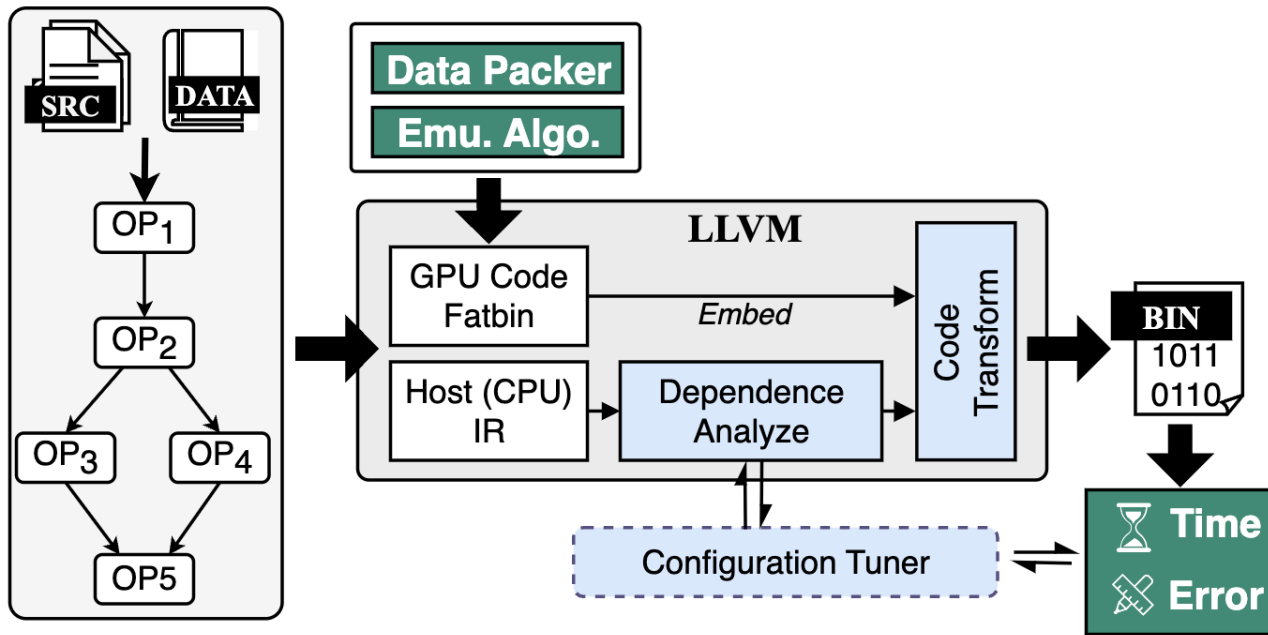 SRC
DATA
OP1
OP2
OP3
OP4
OP5
Data Packer
Emu. Algo.
LLVM
GPU Code
Fatbin
Embed
Host (CPU)
IR
Dependence
Analyze
Code
Transform
Configuration Tuner
BIN
1011
0110
Time
Error